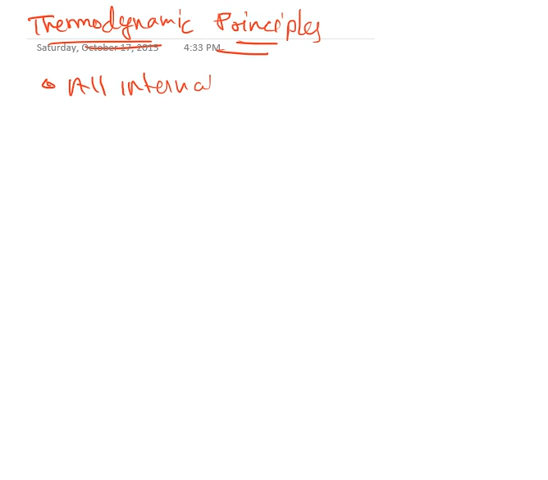 Thermodynamic Principles
Saturday, October 17, 2015 4:33 PM
All internal